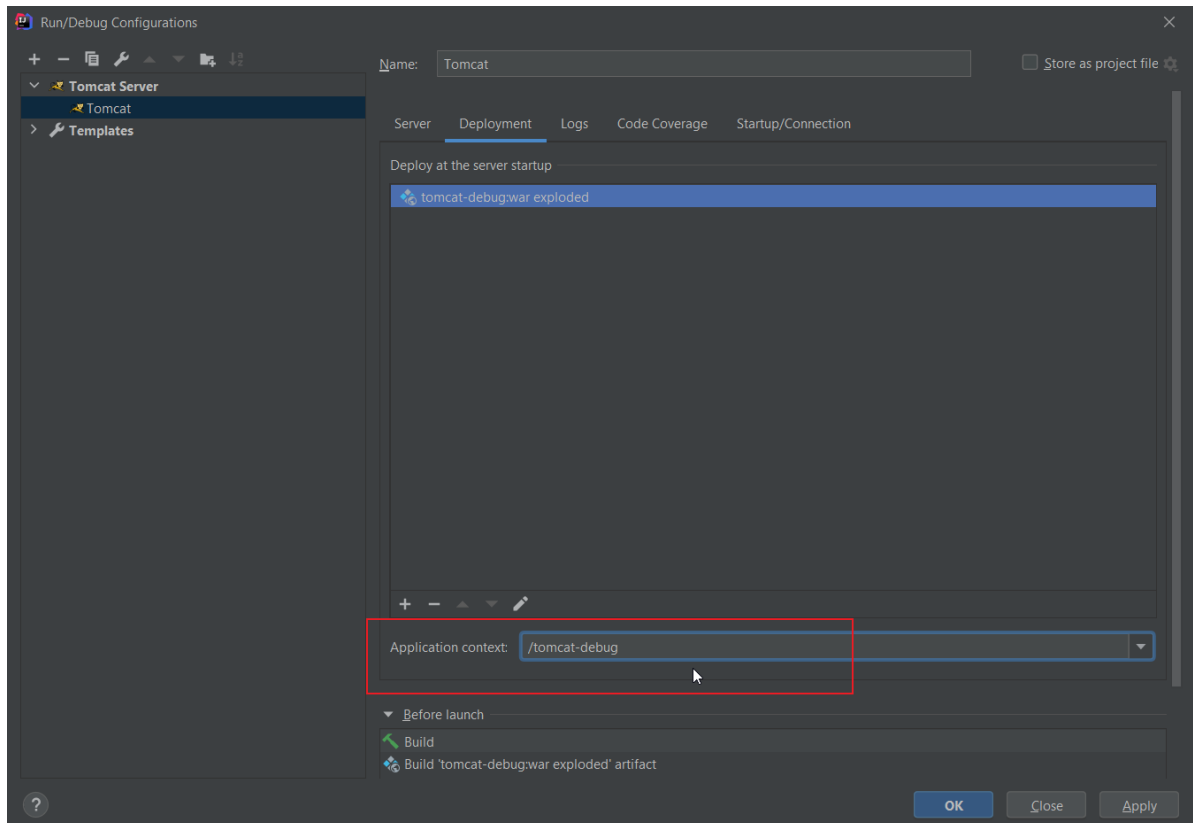 Run/Debug Configurations
Tomcat Server
Tomcat
Templates
Name: Tomcat
Store as project file
Server Deployment Logs Code Coverage Startup/Connection
Deploy at the server startup
tomcat-debug:war exploded
Application context: /tomcat-debug
Before launch
Build
Build 'tomcat-debug:war exploded' artifact
? OK Close Apply